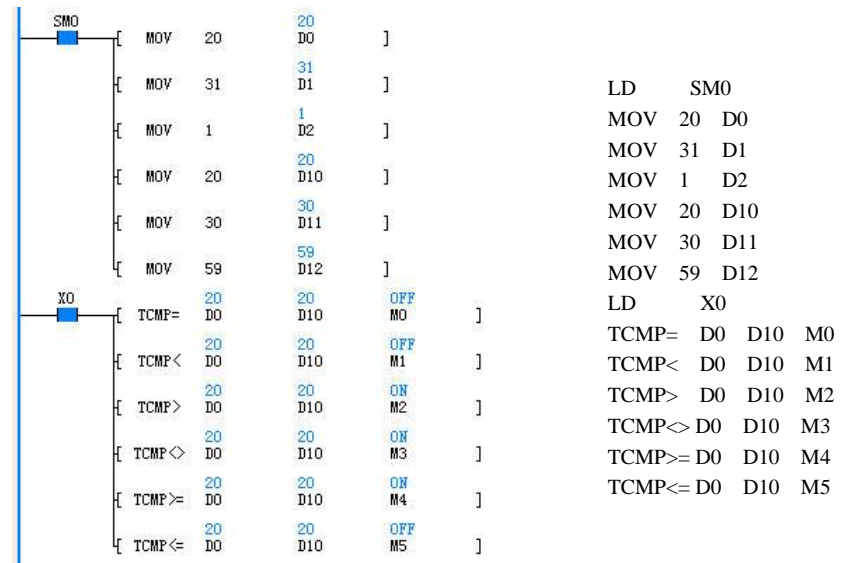 SM0
20
[ MOV 20 D0 ]
31
[ MOV 31 D1 ]
1
[ MOV 1 D2 ]
20
[ MOV 20 D10 ]
30
[ MOV 30 D11 ]
59
[ MOV 59 D12 ]
X0
20 20 OFF
[ TCMP= D0 D10 M0 ]
20 20 OFF
[ TCMP< D0 D10 M1 ]
20 20 ON
[ TCMP> D0 D10 M2 ]
20 20 ON
[ TCMP<> D0 D10 M3 ]
20 20 ON
[ TCMP>= D0 D10 M4 ]
20 20 OFF
[ TCMP<= D0 D10 M5 ]
LD SM0
MOV 20 D0
MOV 31 D1
MOV 1 D2
MOV 20 D10
MOV 30 D11
MOV 59 D12
LD X0
TCMP= D0 D10 M0
TCMP< D0 D10 M1
TCMP> D0 D10 M2
TCMP<> D0 D10 M3
TCMP>= D0 D10 M4
TCMP<= D0 D10 M5